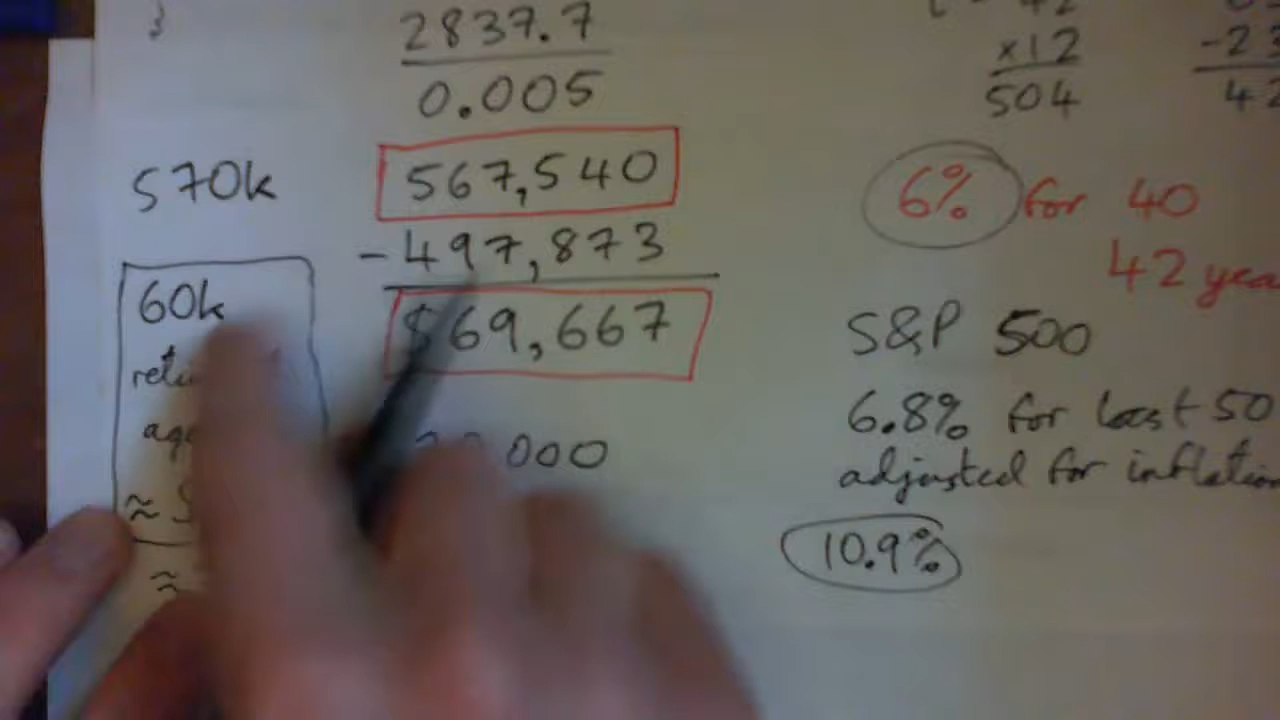 2837.7
0.005
570k
567,540
-497,873
$69,667
60k
000
×12
504
6% for 40
42
S&P 500
6.8% for last 50
adjusted for inflation
10.9%